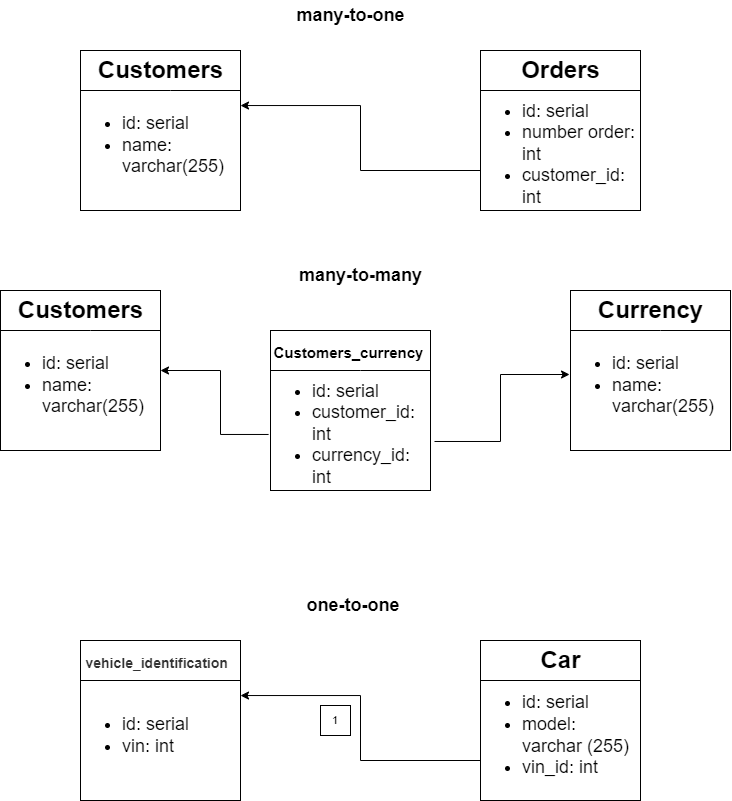 many-to-one
Customers
id: serial
name:
varchar(255)
Orders
id: serial
number order:
int
customer_id:
int
many-to-many
Customers
id: serial
name:
varchar(255)
Customers_currency
id: serial
customer_id:
int
currency_id:
int
Currency
id: serial
name:
varchar(255)
one-to-one
vehicle_identification
id: serial
vin: int
1
Car
id: serial
model:
varchar (255)
vin_id: int